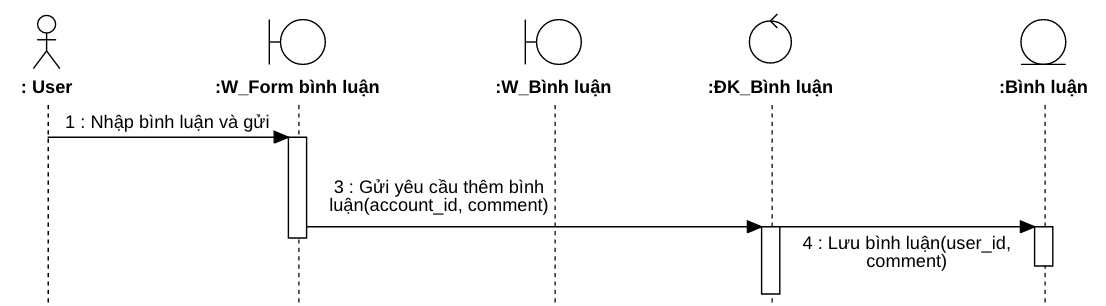 : User
:W_Form bình luận
:W_Bình luận
:ĐK_Bình luận
:Bình luận
1 : Nhập bình luận và gửi
3 : Gửi yêu cầu thêm bình
luận(account_id, comment)
4 : Lưu bình luận(user_id,
comment)